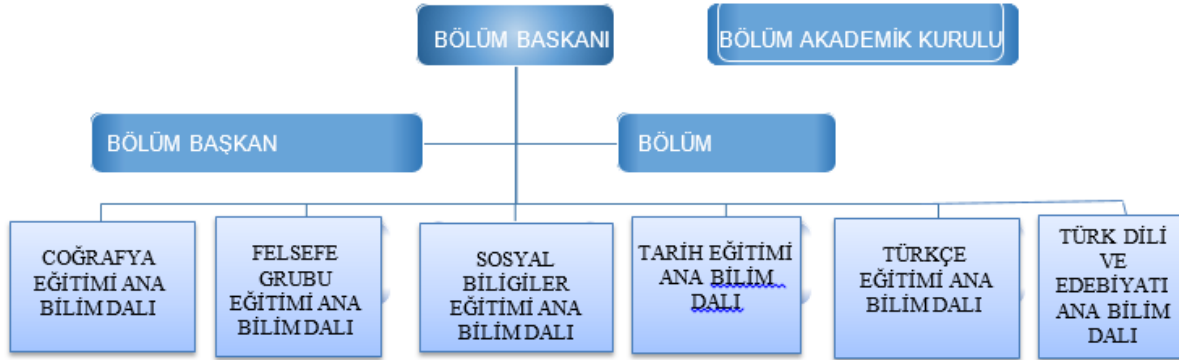 BÖLÜM BASKANI
BÖLÜM AKADEMİK KURULU
BÖLÜM BAŞKAN
BÖLÜM
COĞRAFYA
EĞİTİMİ ANA
BİLİM DALI
FELSEFE
GRUBU
EĞİTİMİ ANA
BİLİM DALI
SOSYAL
BİLİGİLER
EĞİTİMİ ANA
BİLİM DALI
TARİH EĞİTİMİ
ANA BİLİM
DALI
TÜRKÇE
EĞİTİMİ ANA
BİLİM DALI
TÜRK DİLİ
VE
EDEBİYATI
ANA BİLİM
DALI